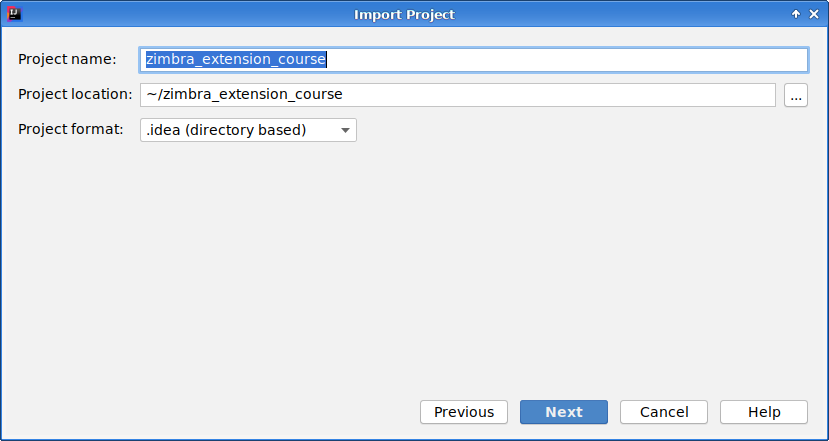 Import Project
Project name: zimbra_extension_course
Project location: ~/zimbra_extension_course ...
Project format: .idea (directory based)
Previous Next Cancel Help